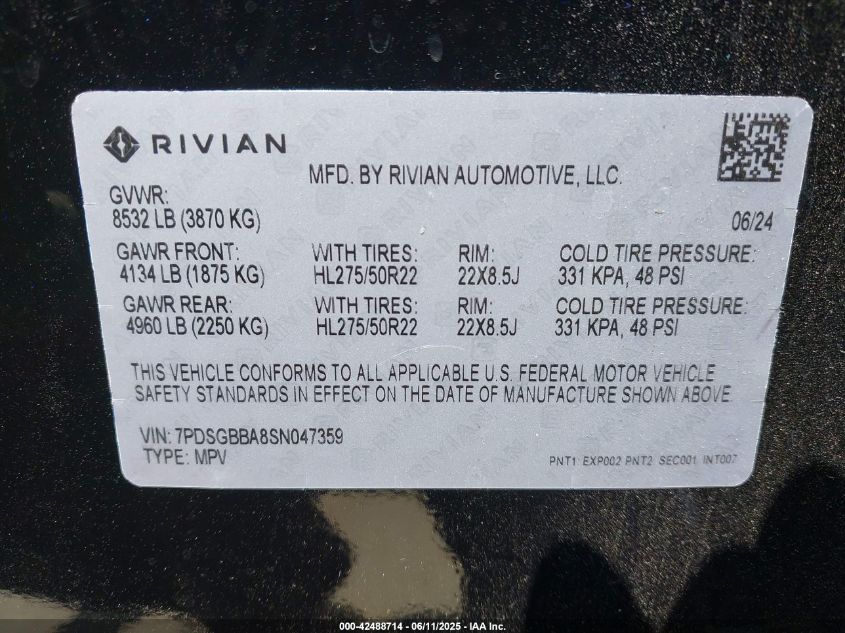 RIVIAN
MFD. BY RIVIAN AUTOMOTIVE, LLC.
GVWR:
8532 LB (3870 KG)
06/24
GAWR FRONT: WITH TIRES: RIM: COLD TIRE PRESSURE:
4134 LB (1875 KG) HL275/50R22 22X8.5J 331 KPA, 48 PSI
GAWR REAR: WITH TIRES: RIM: COLD TIRE PRESSURE:
4960 LB (2250 KG) HL275/50R22 22X8.5J 331 KPA, 48 PSI
THIS VEHICLE CONFORMS TO ALL APPLICABLE U.S. FEDERAL MOTOR VEHICLE
SAFETY STANDARDS IN EFFECT ON THE DATE OF MANUFACTURE SHOWN ABOVE.
VIN: 7PDSGBBA8SN047359
TYPE: MPV
PNT1 EXP002 PNT2 SEC001 INT007
000-42488714 - 06/11/2025 - IAA Inc.